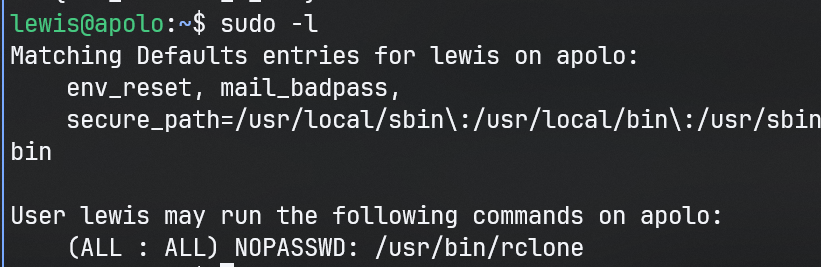 lewis@apolo:~$ sudo -l
Matching Defaults entries for lewis on apolo:
env_reset, mail_badpass,
secure_path=/usr/local/sbin\:/usr/local/bin\:/usr/sbin
bin
User lewis may run the following commands on apolo:
(ALL : ALL) NOPASSWD: /usr/bin/rclone